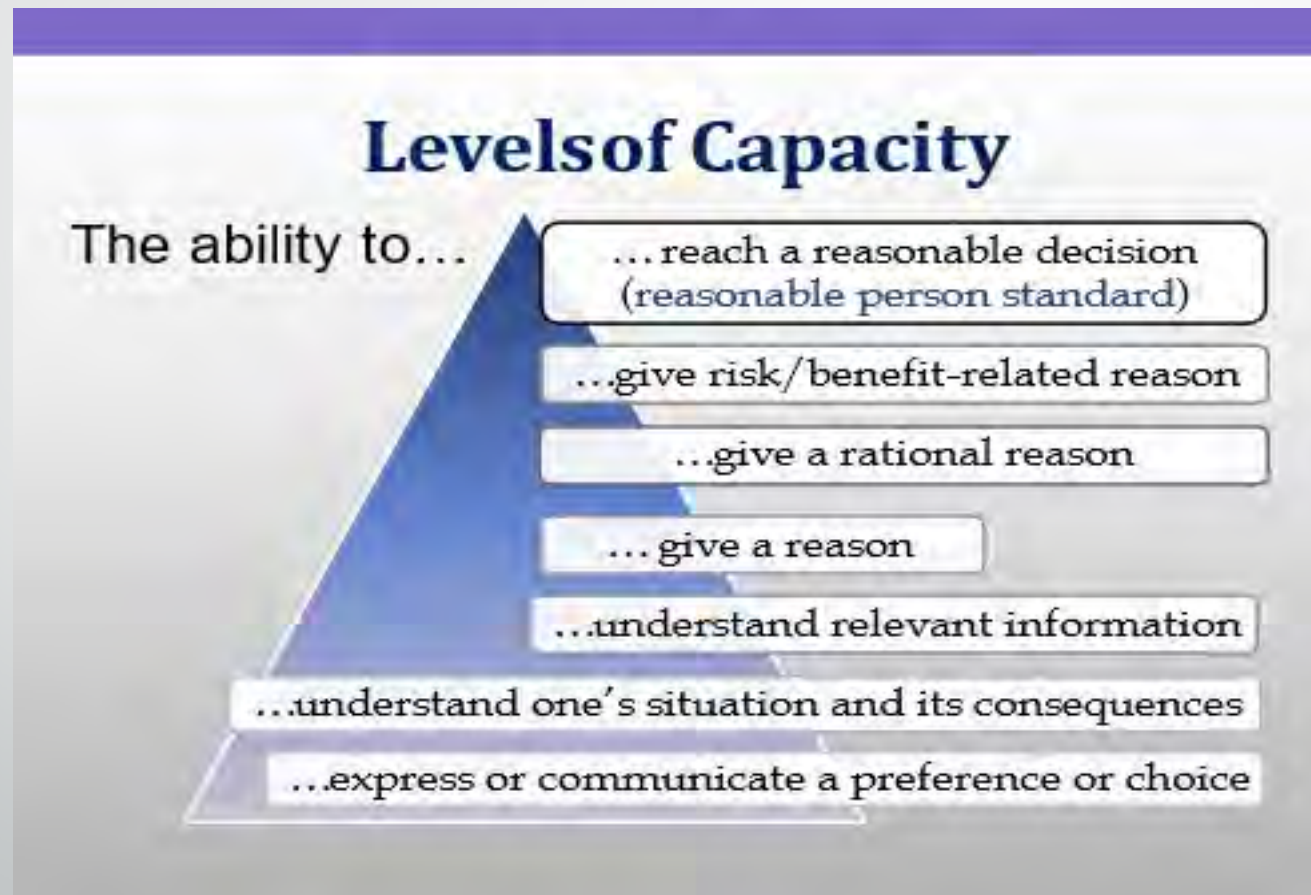 Levelsof Capacity
The ability to...
... reach a reasonable decision
(reasonable person standard)
...give risk/benefit-related reason
...give a rational reason
... give a reason
...understand relevant information
...understand one's situation and its consequences
...express or communicate a preference or choice